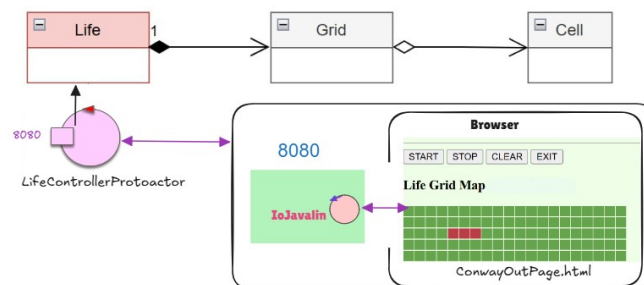 Life
1
Grid
Cell
8080
LifeControllerProtoactor
8080
IoJavalin
Browser
START STOP CLEAR EXIT
Life Grid Map
ConwayOutPage.html